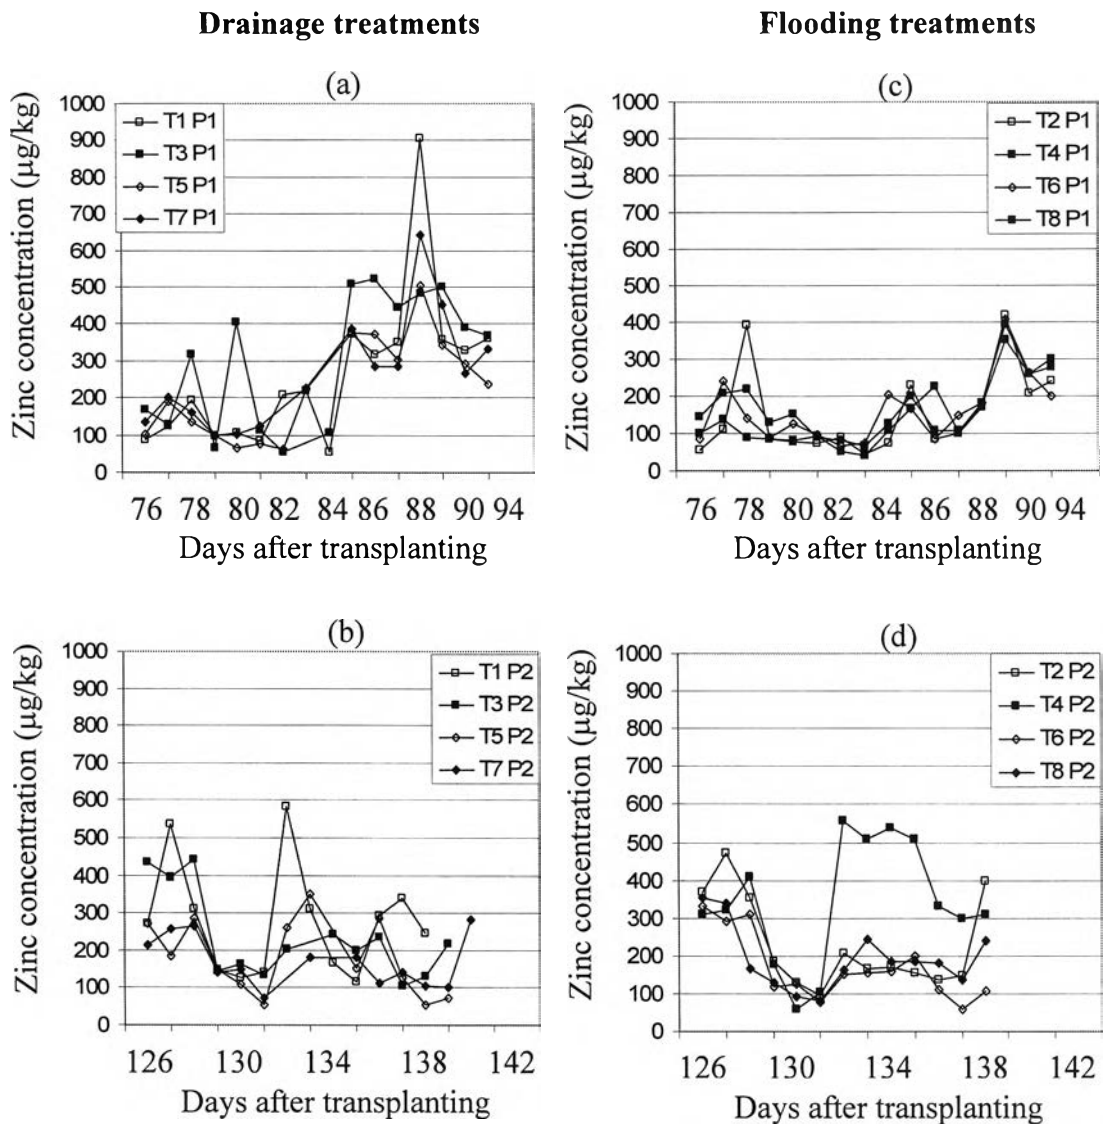 Drainage treatments
Flooding treatments
(a)
Zinc concentration (µg/kg)
1000
900
800
700
600
500
400
300
200
100
0
T1 P1
T3 P1
T5 P1
T7 P1
76 78 80 82 84 86 88 90 94
Days after transplanting
(c)
Zinc concentration (µg/kg)
1000
900
800
700
600
500
400
300
200
100
0
T2 P1
T4 P1
T6 P1
T8 P1
76 78 80 82 84 86 88 90 94
Days after transplanting
(b)
Zinc concentration (µg/kg)
1000
900
800
700
600
500
400
300
200
100
0
T1 P2
T3 P2
T5 P2
T7 P2
126 130 134 138 142
Days after transplanting
(d)
Zinc concentration (µg/kg)
1000
900
800
700
600
500
400
300
200
100
0
T2 P2
T4 P2
T6 P2
T8 P2
126 130 134 138 142
Days after transplanting